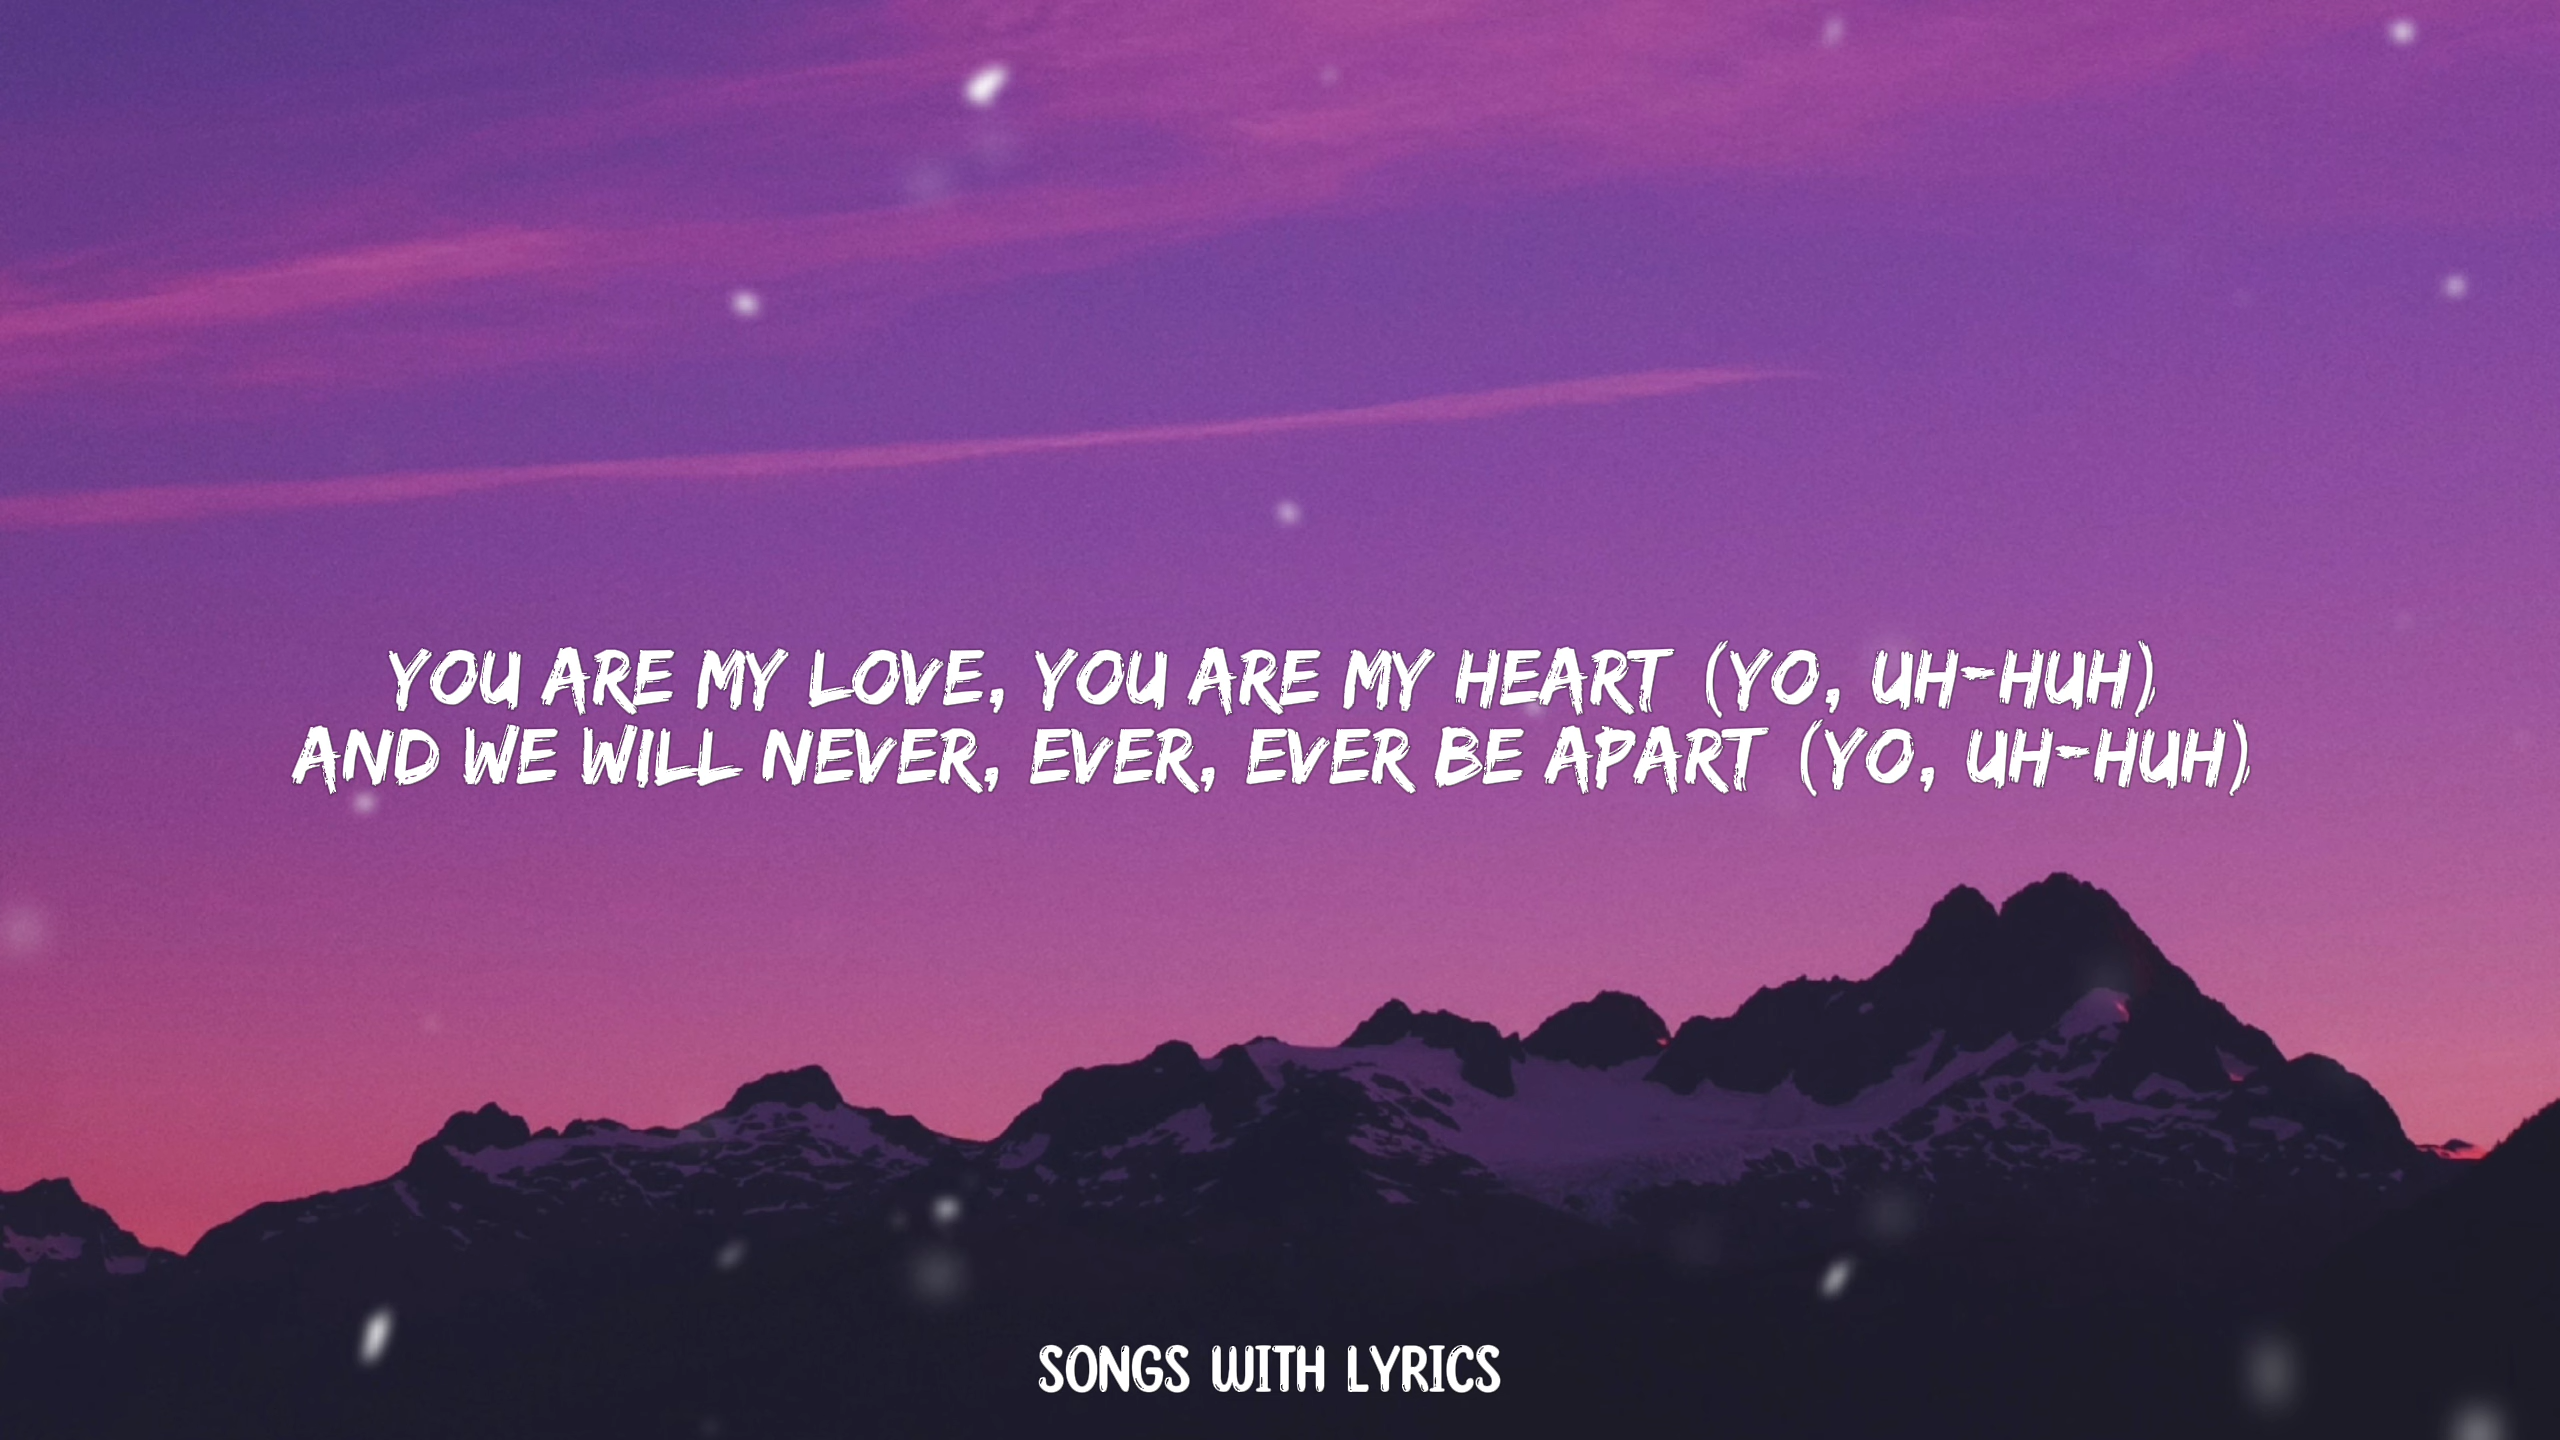 YOU ARE MY LOVE, YOU ARE MY HEART (YO, UH-HUH)
AND WE WILL NEVER, EVER, EVER BE APART (YO, UH-HUH)
SONGS WITH LYRICS